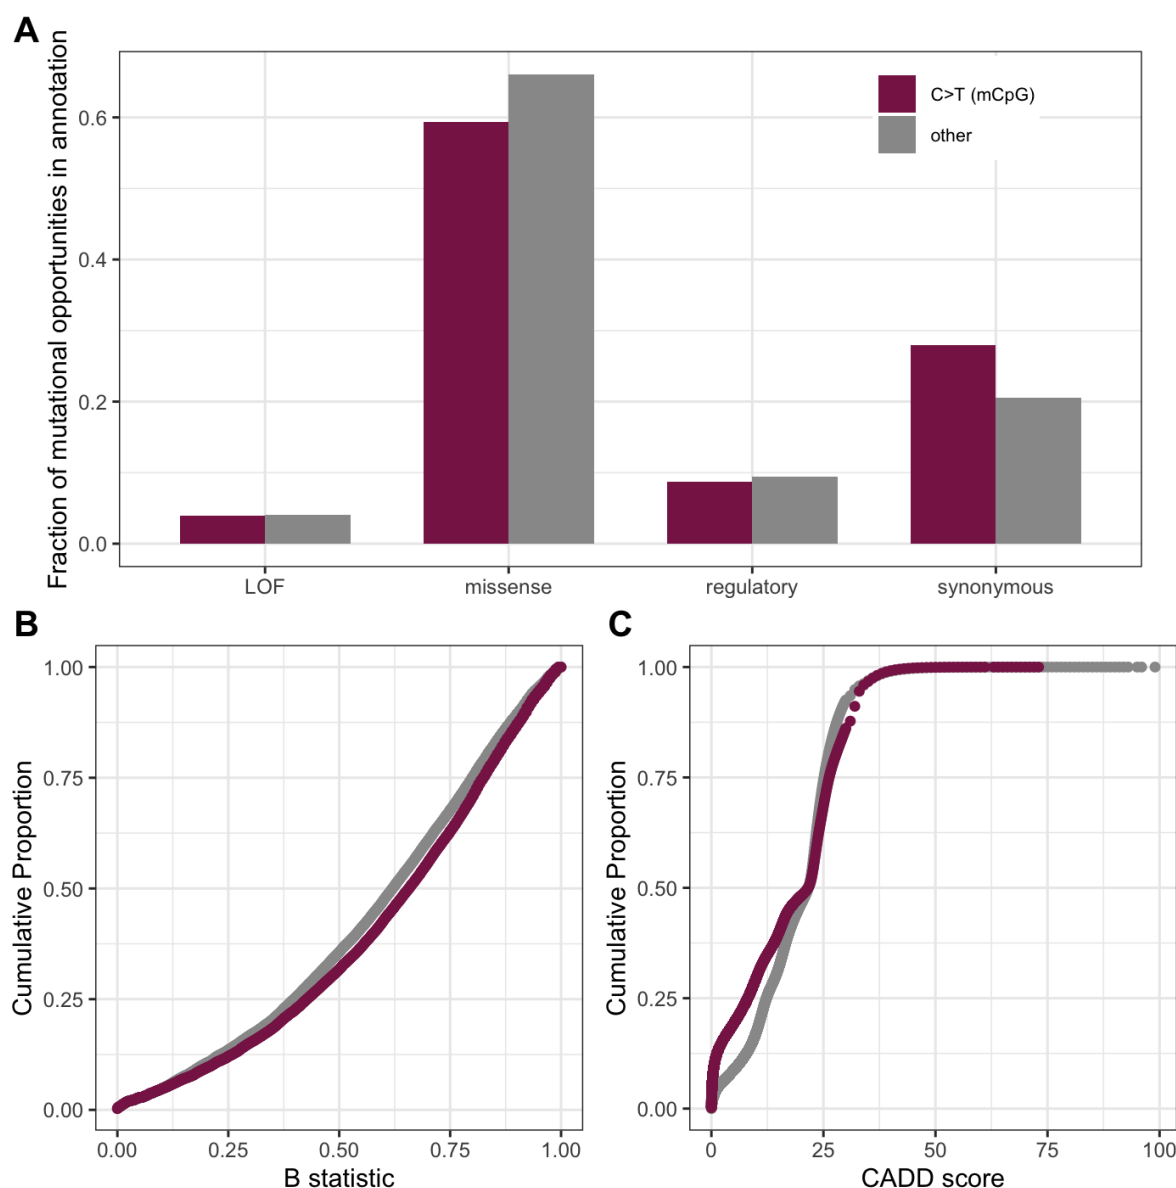 A
Fraction of mutational opportunities in annotation
0.6
0.4
0.2
0.0
C>T (mCpG)
other
LOF
missense
regulatory
synonymous
B
Cumulative Proportion
1.00
0.75
0.50
0.25
0.00
0.00
0.25
0.50
0.75
1.00
B statistic
C
Cumulative Proportion
1.00
0.75
0.50
0.25
0.00
0
25
50
75
100
CADD score